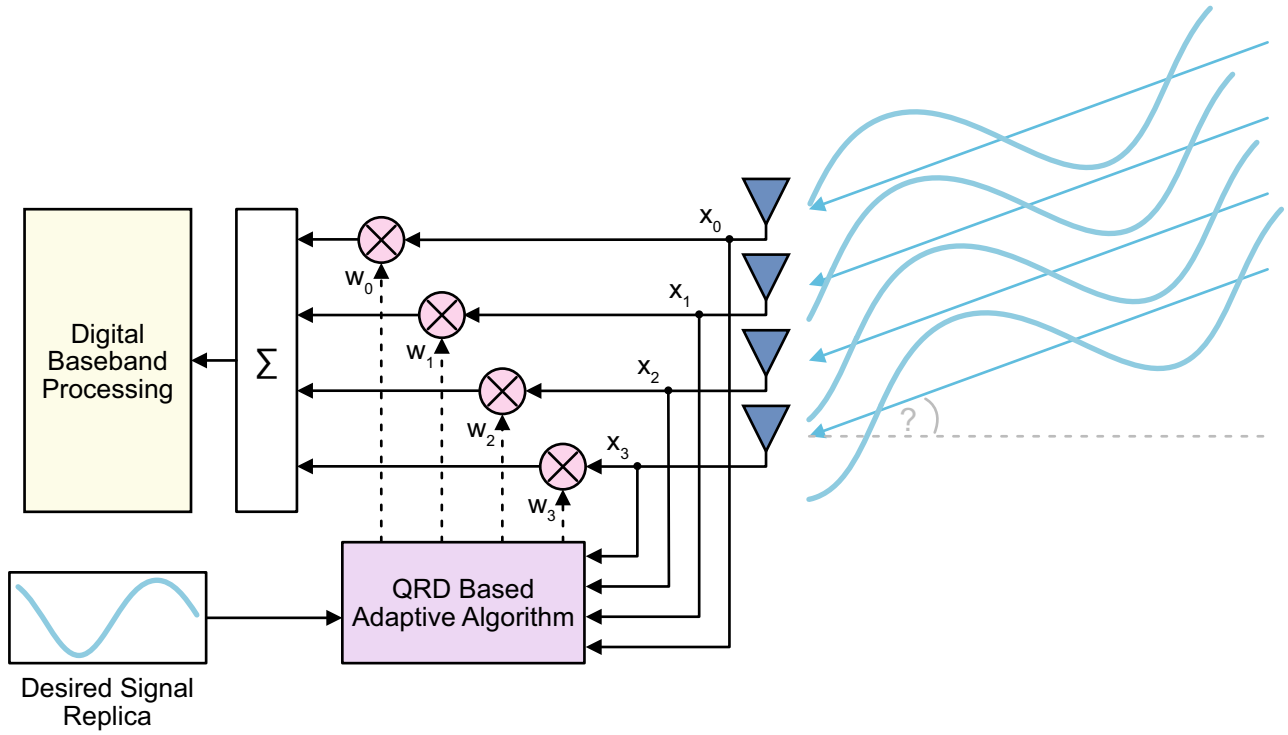 x0
w0
x1
w1
x2
w2
x3
w3
Digital
Baseband
Processing
Σ
?
QRD Based
Adaptive Algorithm
Desired Signal
Replica